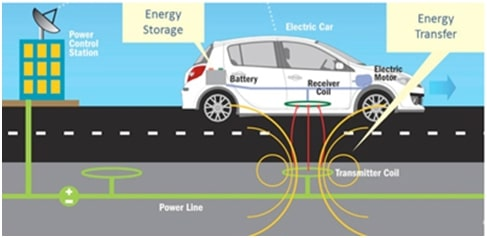 Energy
Storage
Electric Car
Energy
Transfer
Power
Control
Station
Battery
Receiver
Coil
Electric
Motor
Transmitter Coil
Power Line